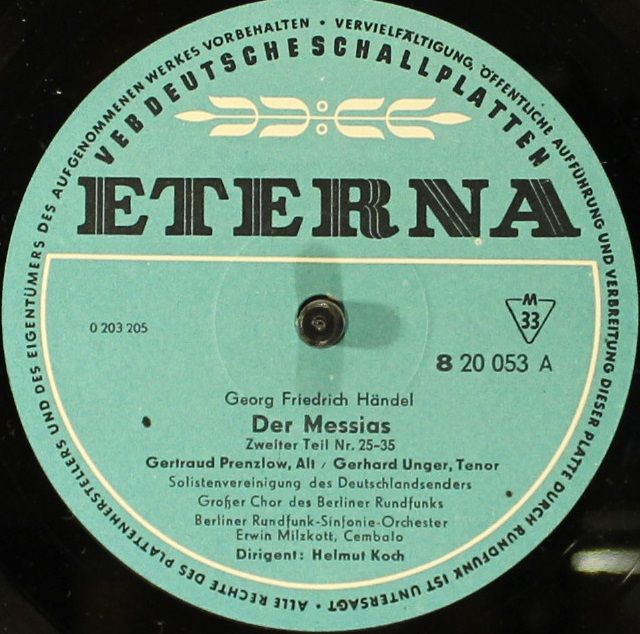 ALLE RECHTE DES PLATTENHERSTELLERS UND DES EIGENTÜMERS DES AUFGENOMMENEN WERKES VORBEHALTEN • VERVIELFÄLTIGUNG, ÖFFENTLICHE AUFFÜHRUNG UND VERBREITUNG DIESER PLATTE DURCH RUNDFUNK IST UNTERSAGT •
VEB DEUTSCHE SCHALLPLATTEN
ETERNA
M
33
0 203 205
8 20 053 A
Georg Friedrich Händel
Der Messias
Zweiter Teil Nr. 25-35
Gertraud Prenzlow, Alt / Gerhard Unger, Tenor
Solistenvereinigung des Deutschlandsenders
Großer Chor des Berliner Rundfunks
Berliner Rundfunk-Sinfonie-Orchester
Erwin Milzkott, Cembalo
Dirigent: Helmut Koch